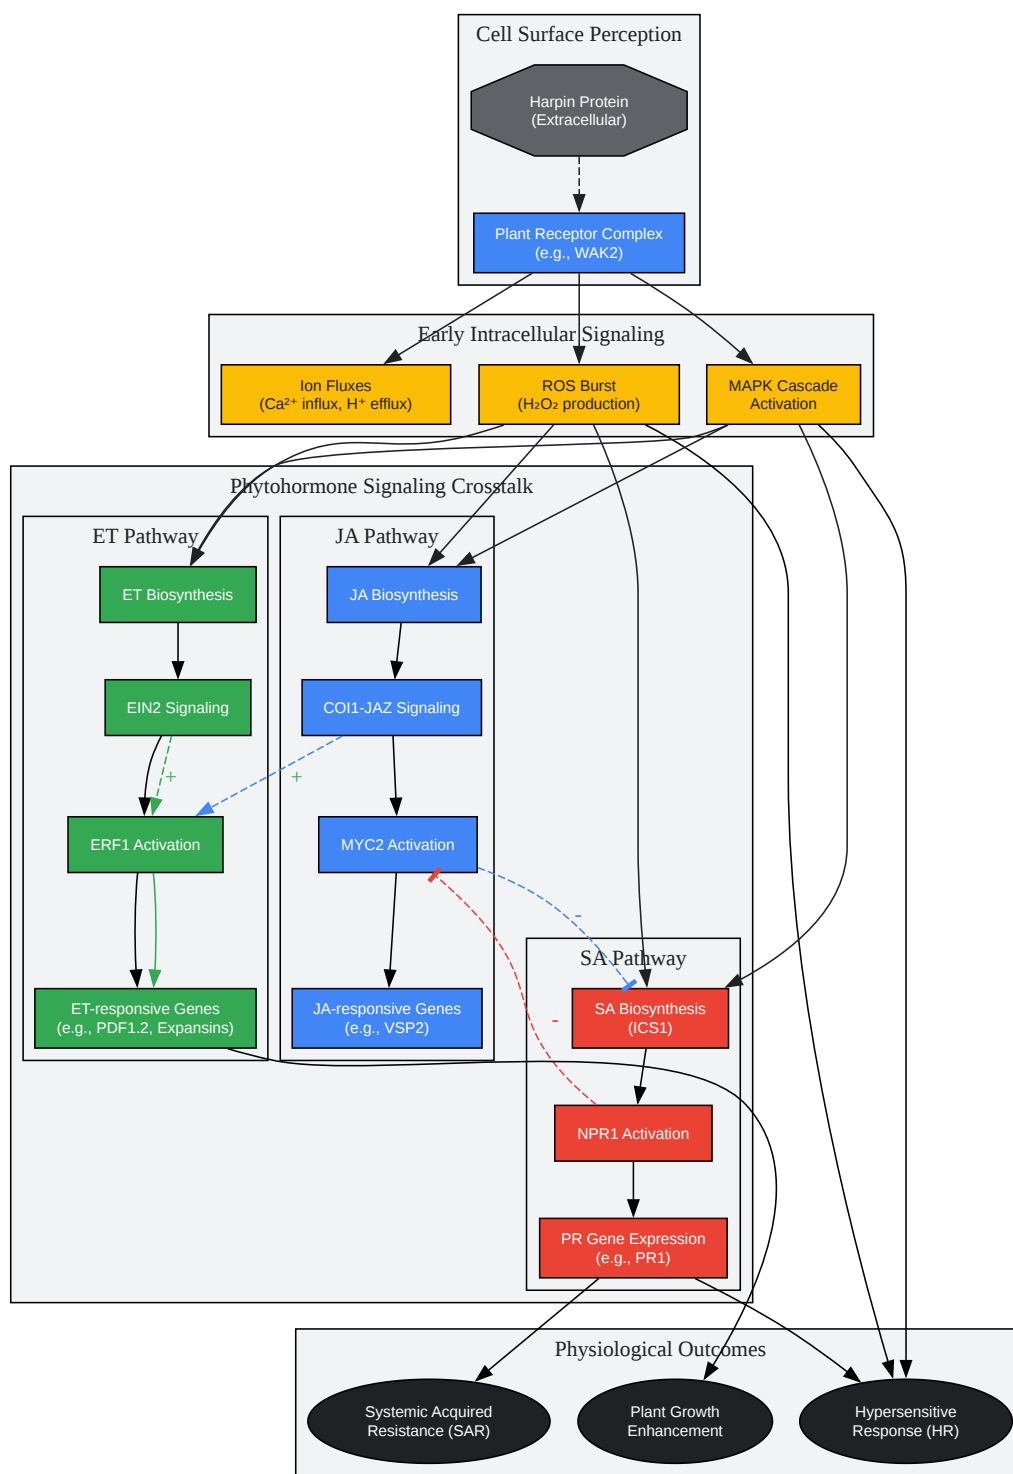 Cell Surface Perception
Harpin Protein
(Extracellular)
Plant Receptor Complex
(e.g., WAK2)
Early Intracellular Signaling
Ion Fluxes
(Ca²⁺ influx, H⁺ efflux)
ROS Burst
(H₂O₂ production)
MAPK Cascade
Activation
Phytohormone Signaling Crosstalk
ET Pathway
JA Pathway
ET Biosynthesis
JA Biosynthesis
EIN2 Signaling
COI1-JAZ Signaling
+
+
ERF1 Activation
MYC2 Activation
-
SA Pathway
ET-responsive Genes
(e.g., PDF1.2, Expansins)
JA-responsive Genes
(e.g., VSP2)
-
SA Biosynthesis
(ICS1)
NPR1 Activation
PR Gene Expression
(e.g., PR1)
Physiological Outcomes
Systemic Acquired
Resistance (SAR)
Plant Growth
Enhancement
Hypersensitive
Response (HR)